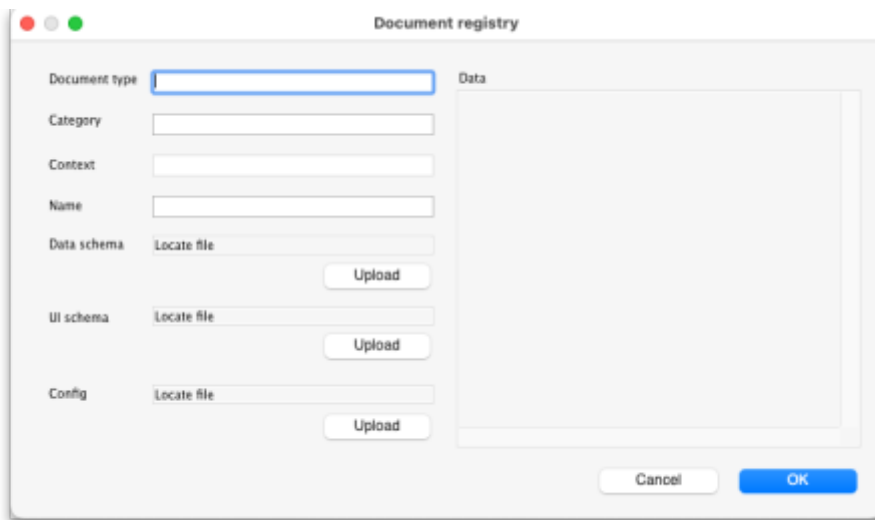 Document registry
Document type
Data
Category
Context
Name
Data schema Locate file
Upload
UI schema Locate file
Upload
Config Locate file
Upload
Cancel OK